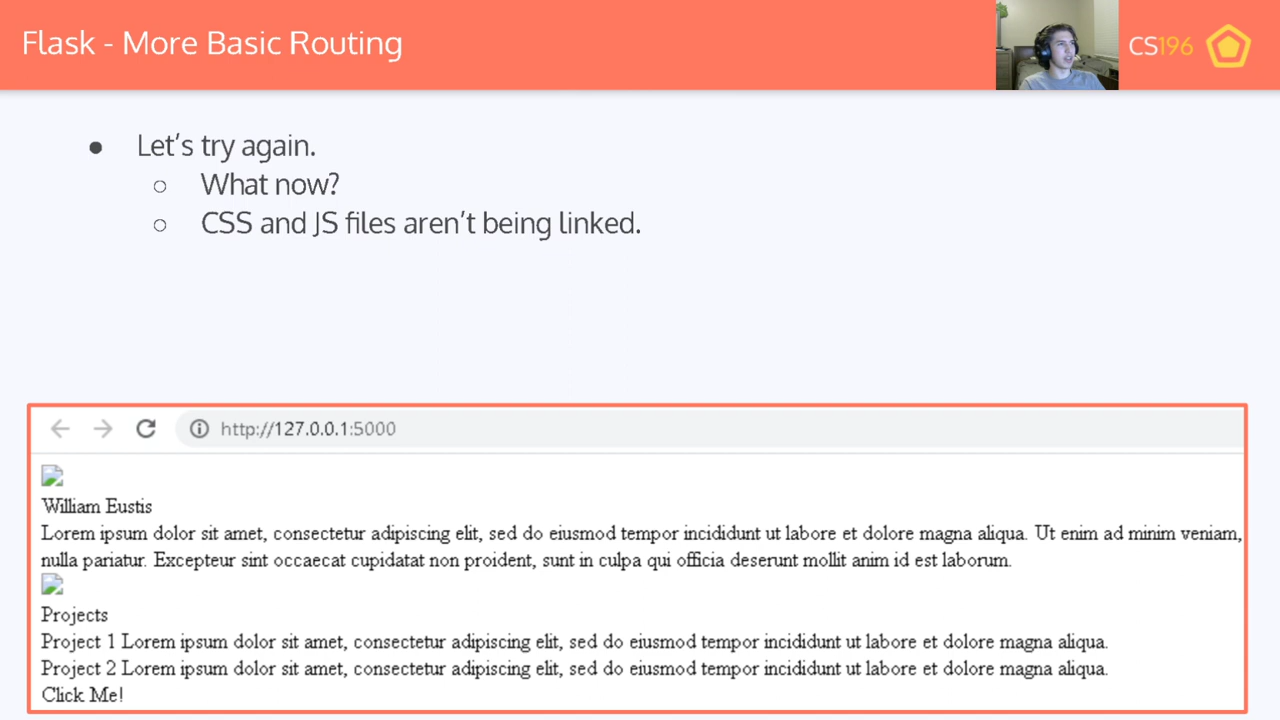 Flask - More Basic Routing
CS196
● Let's try again.
○ What now?
○ CSS and JS files aren't being linked.
http://127.0.0.1:5000
William Eustis
Lorem ipsum dolor sit amet, consectetur adipiscing elit, sed do eiusmod tempor incididunt ut labore et dolore magna aliqua. Ut enim ad minim veniam,
nulla pariatur. Excepteur sint occaecat cupidatat non proident, sunt in culpa qui officia deserunt mollit anim id est laborum.
Projects
Project 1 Lorem ipsum dolor sit amet, consectetur adipiscing elit, sed do eiusmod tempor incididunt ut labore et dolore magna aliqua.
Project 2 Lorem ipsum dolor sit amet, consectetur adipiscing elit, sed do eiusmod tempor incididunt ut labore et dolore magna aliqua.
Click Me!